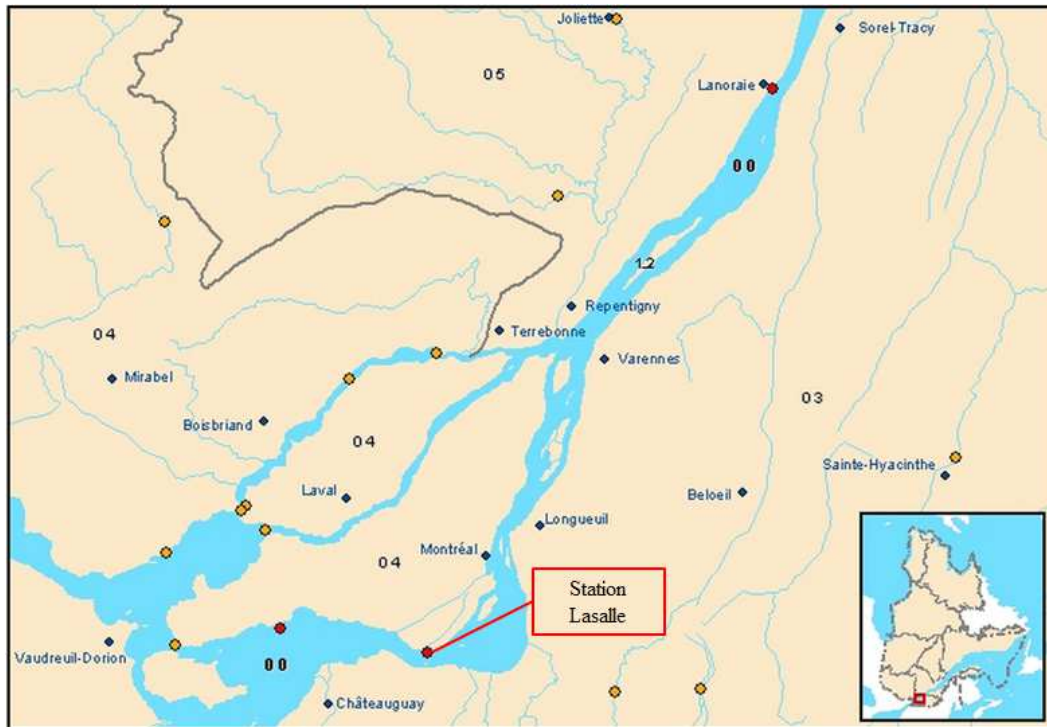 Joliette
Sorel-Tracy
05
Lanoraie
00
12
Repentigny
Terrebonne
04
Varennes
Mirabel
03
Boisbriand
04
Sainte-Hyacinthe
Laval
Beloeil
Longueuil
Montréal
04
Station
Lasalle
Vaudreuil-Dorion
00
Châteauguay